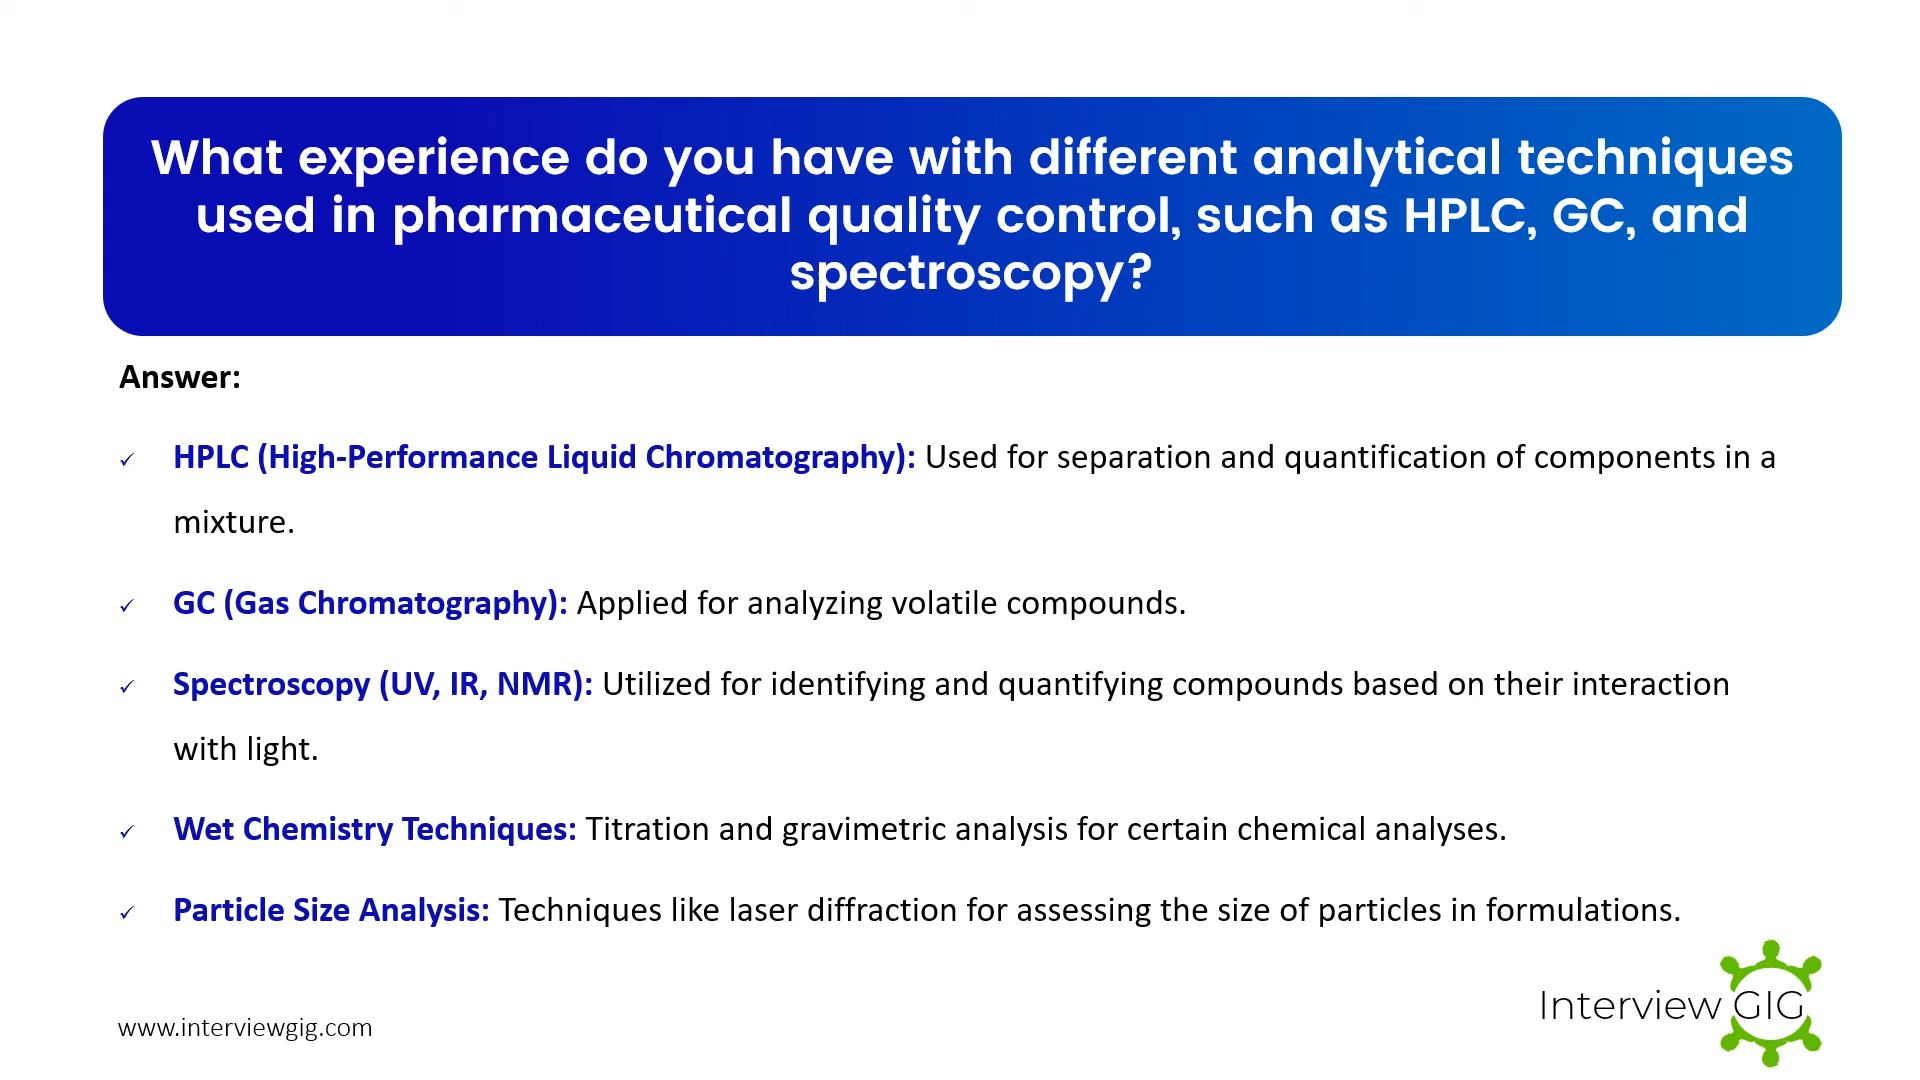 What experience do you have with different analytical techniques
used in pharmaceutical quality control, such as HPLC, GC, and
spectroscopy?
Answer:
✓ HPLC (High-Performance Liquid Chromatography): Used for separation and quantification of components in a
mixture.
✓ GC (Gas Chromatography): Applied for analyzing volatile compounds.
✓ Spectroscopy (UV, IR, NMR): Utilized for identifying and quantifying compounds based on their interaction
with light.
✓ Wet Chemistry Techniques: Titration and gravimetric analysis for certain chemical analyses.
✓ Particle Size Analysis: Techniques like laser diffraction for assessing the size of particles in formulations.
Interview GIG
www.interviewgig.com